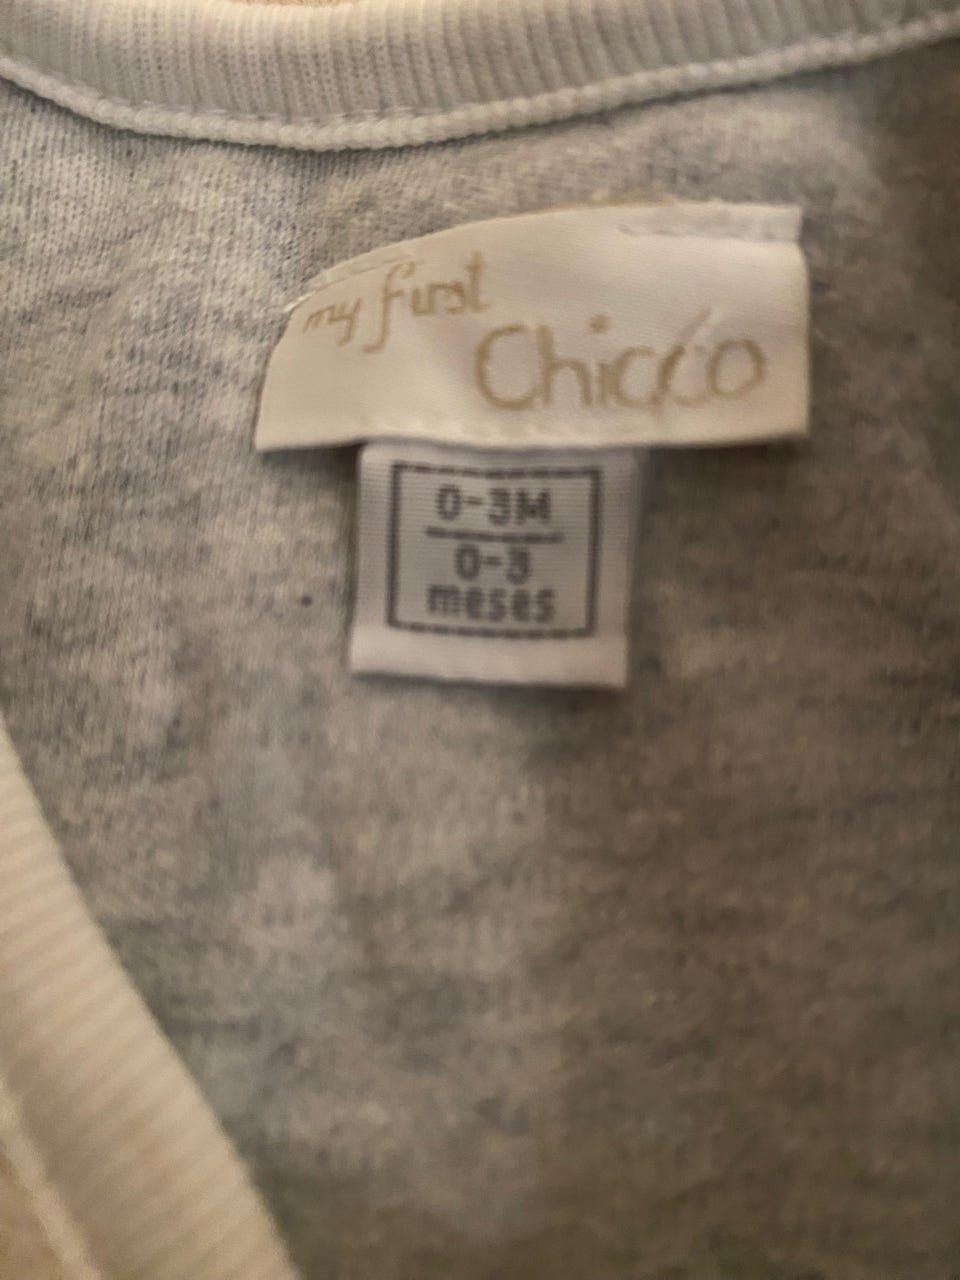 my first
Chicco
0-3M
0-3
meses